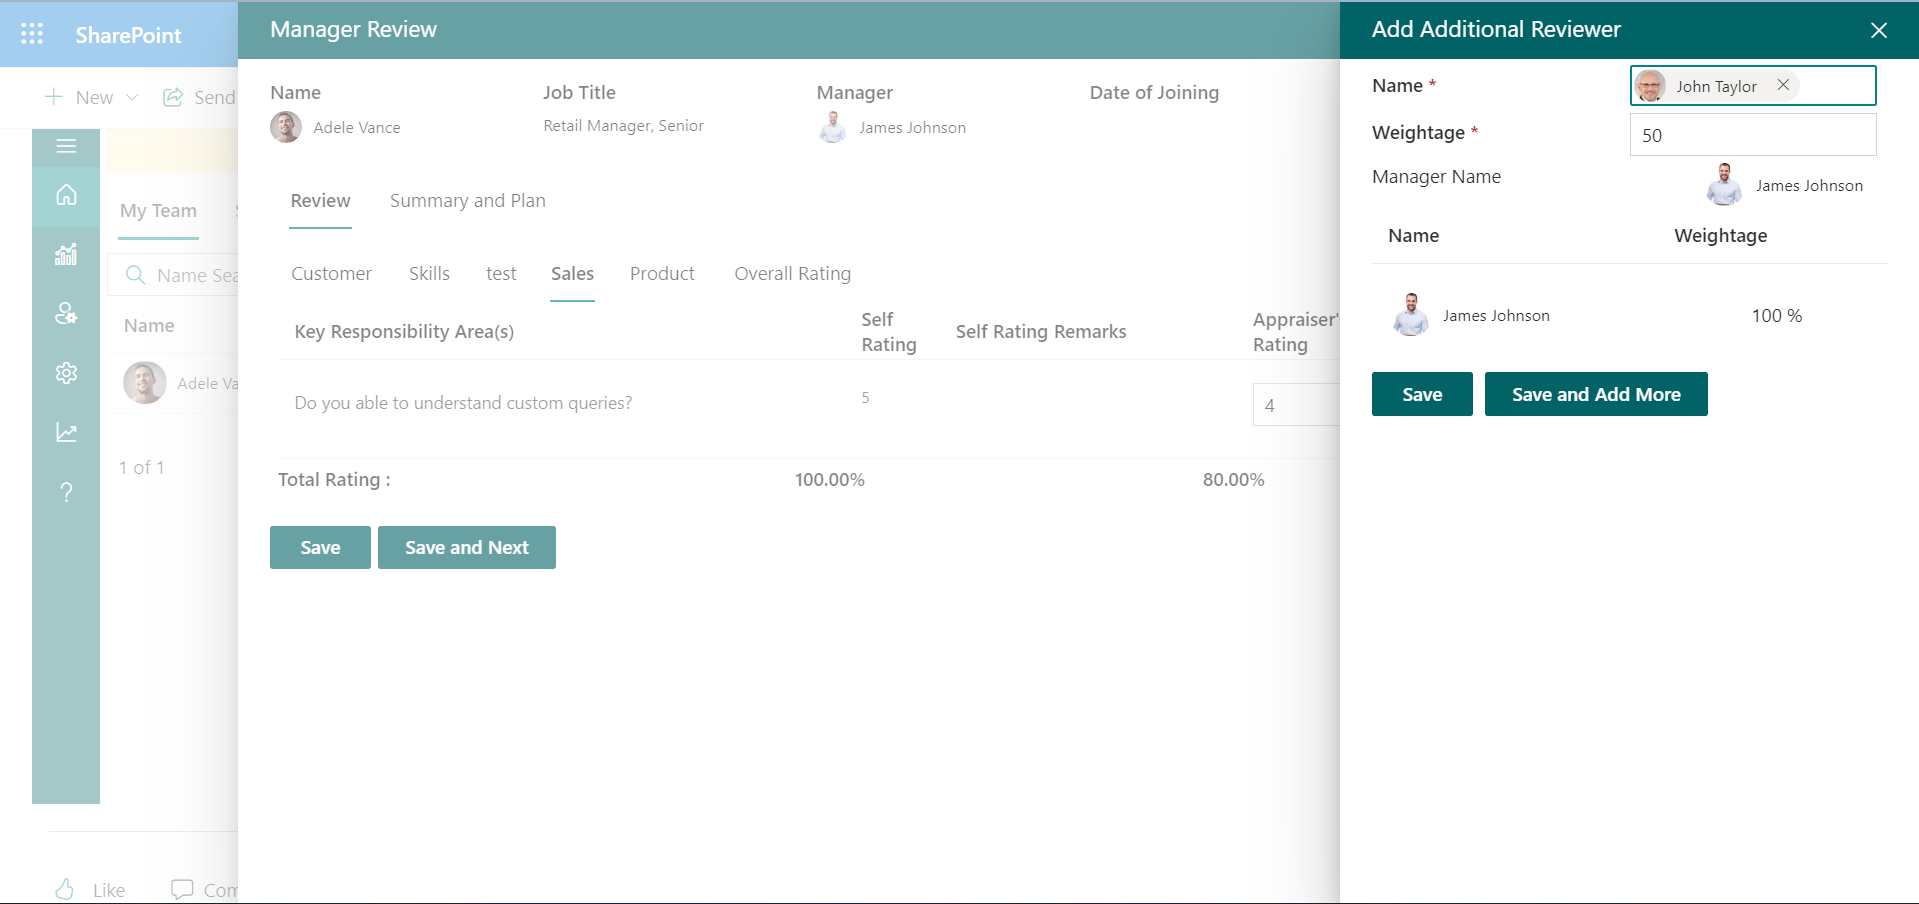 SharePoint
New
Send
My Team
Name Sea
Name
Adele Va
1 of 1
Like
Com
Manager Review
Name
Job Title
Manager
Date of Joining
Adele Vance
Retail Manager, Senior
James Johnson
Review
Summary and Plan
Customer
Skills
test
Sales
Product
Overall Rating
Key Responsibility Area(s)
Self
Rating
Self Rating Remarks
Appraiser'
Rating
Do you able to understand custom queries?
5
4
Total Rating :
100.00%
80.00%
Save
Save and Next
Add Additional Reviewer
Name *
John Taylor
Weightage *
50
Manager Name
James Johnson
Name
Weightage
James Johnson
100 %
Save
Save and Add More